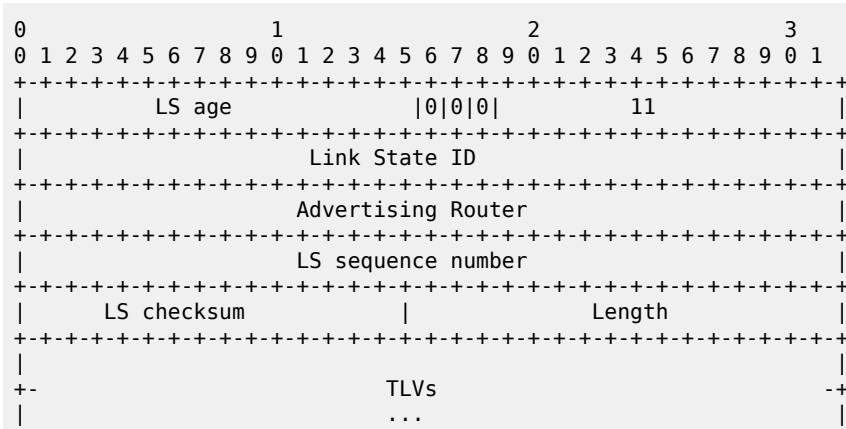 0                   1                   2                   3
0 1 2 3 4 5 6 7 8 9 0 1 2 3 4 5 6 7 8 9 0 1 2 3 4 5 6 7 8 9 0 1
+-+-+-+-+-+-+-+-+-+-+-+-+-+-+-+-+-+-+-+-+-+-+-+-+-+-+-+-+-+-+-+-+
|          LS age              |0|0|0|          11              |
+-+-+-+-+-+-+-+-+-+-+-+-+-+-+-+-+-+-+-+-+-+-+-+-+-+-+-+-+-+-+-+-+
|                      Link State ID                            |
+-+-+-+-+-+-+-+-+-+-+-+-+-+-+-+-+-+-+-+-+-+-+-+-+-+-+-+-+-+-+-+-+
|                     Advertising Router                        |
+-+-+-+-+-+-+-+-+-+-+-+-+-+-+-+-+-+-+-+-+-+-+-+-+-+-+-+-+-+-+-+-+
|                     LS sequence number                        |
+-+-+-+-+-+-+-+-+-+-+-+-+-+-+-+-+-+-+-+-+-+-+-+-+-+-+-+-+-+-+-+-+
|      LS checksum            |              Length             |
+-+-+-+-+-+-+-+-+-+-+-+-+-+-+-+-+-+-+-+-+-+-+-+-+-+-+-+-+-+-+-+-+
|                                                               |
+-                           TLVs                              -+
|                            ...                                |